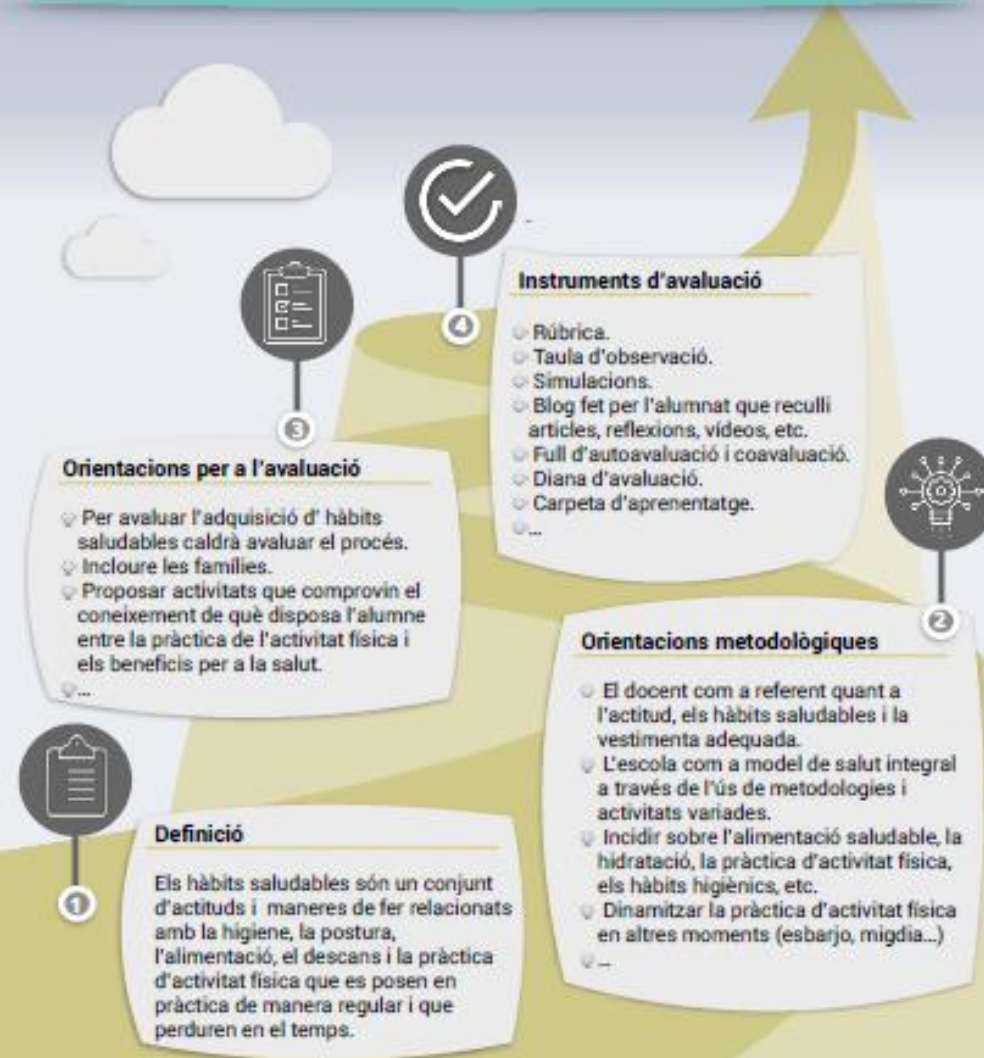 4
Instruments d'avaluació
Rúbrica.
Taula d'observació.
Simulacions.
Blog fet per l'alumnat que reculli
articles, reflexions, vídeos, etc.
Full d'autoavaluació i coavaluació.
Diana d'avaluació.
Carpeta d'aprenentatge.
...
3
Orientacions per a l'avaluació
Per avaluar l'adquisició d' hàbits
saludables caldrà avaluar el procés.
Incloure les famílies.
Proposar activitats que comprovin el
coneixement de què disposa l'alumne
entre la pràctica de l'activitat física i
els beneficis per a la salut.
...
2
Orientacions metodològiques
El docent com a referent quant a
l'actitud, els hàbits saludables i la
vestimenta adequada.
L'escola com a model de salut integral
a través de l'ús de metodologies i
activitats variades.
Incidir sobre l'alimentació saludable, la
hidratació, la pràctica d'activitat física,
els hàbits higiènics, etc.
Dinamitzar la pràctica d'activitat física
en altres moments (esbarjo, migdia...)
...
1
Definició
Els hàbits saludables són un conjunt
d'actituds i maneres de fer relacionats
amb la higiene, la postura,
l'alimentació, el descans i la pràctica
d'activitat física que es posen en
pràctica de manera regular i que
perduren en el temps.